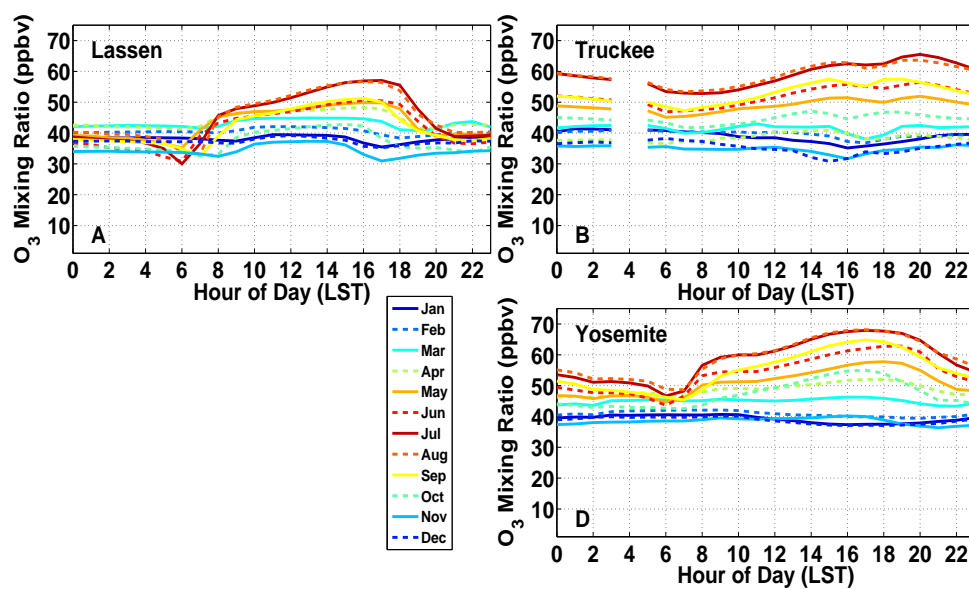 Lassen
O3 Mixing Ratio (ppbv)
70
60
50
40
30
20
10
A
0 2 4 6 8 10 12 14 16 18 20 22
Hour of Day (LST)
Truckee
O3 Mixing Ratio (ppbv)
70
60
50
40
30
20
10
B
0 2 4 6 8 10 12 14 16 18 20 22
Hour of Day (LST)
Jan
Feb
Mar
Apr
May
Jun
Jul
Aug
Sep
Oct
Nov
Dec
Yosemite
O3 Mixing Ratio (ppbv)
70
60
50
40
30
20
10
D
0 2 4 6 8 10 12 14 16 18 20 22
Hour of Day (LST)